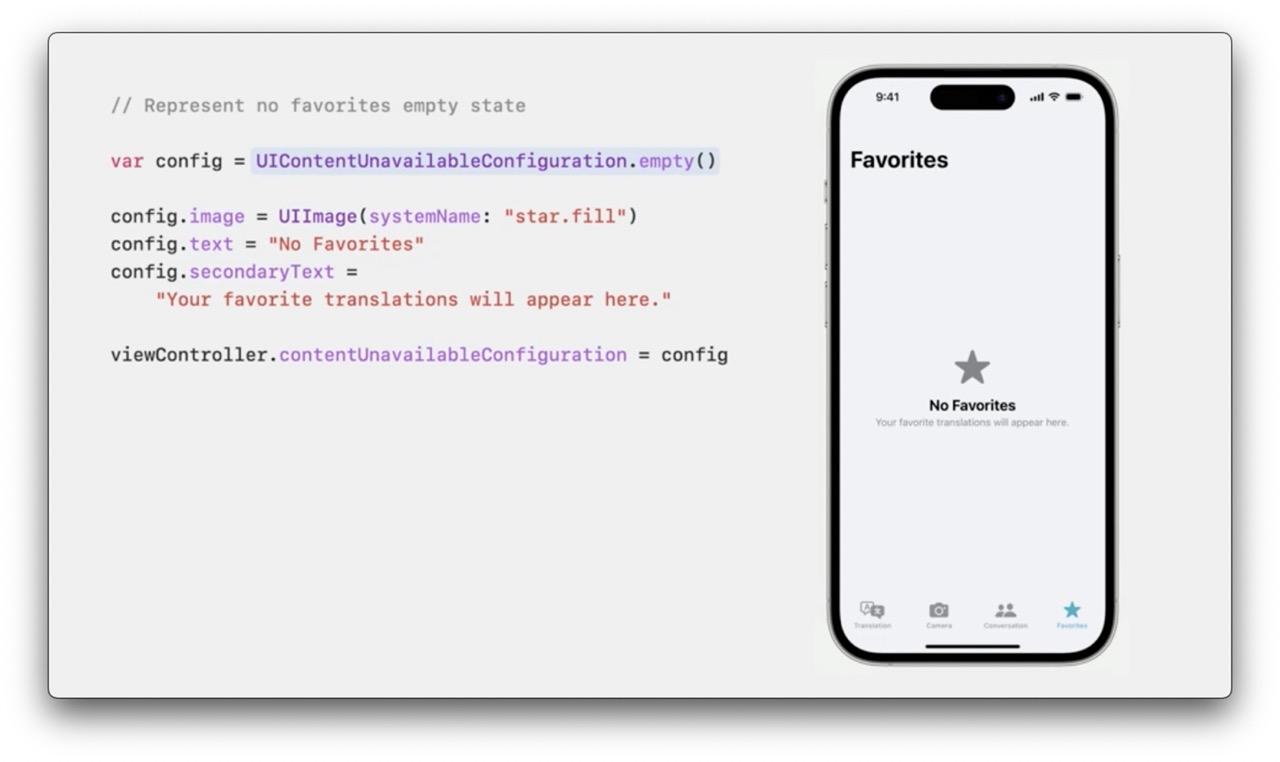 // Represent no favorites empty state
var config = UIContentUnavailableConfiguration.empty()
config.image = UIImage(systemName: "star.fill")
config.text = "No Favorites"
config.secondaryText =
"Your favorite translations will appear here."
viewController.contentUnavailableConfiguration = config
9:41
Favorites
No Favorites
Your favorite translations will appear here.
Translation Camera Conversation Favorites